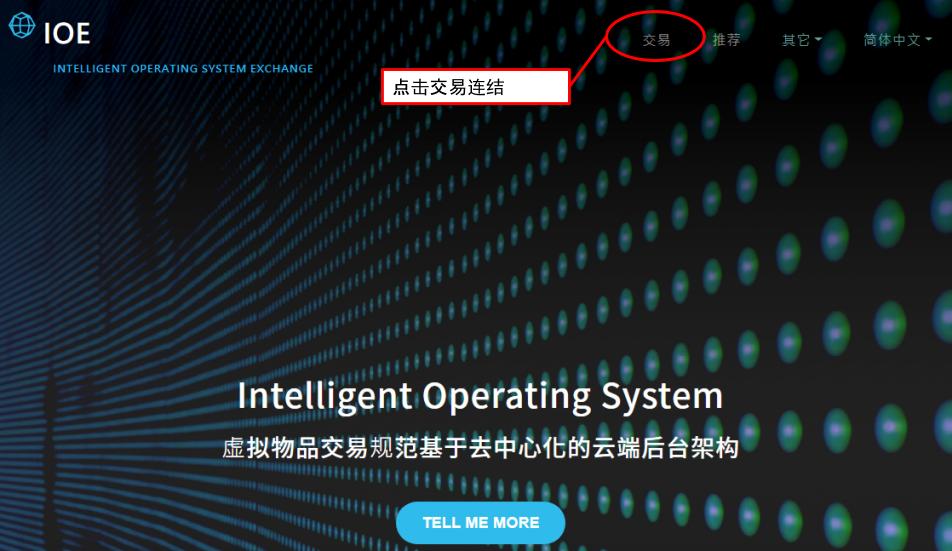 IOE
INTELLIGENT OPERATING SYSTEM EXCHANGE
交易
推荐
其它
简体中文
点击交易连结
Intelligent Operating System
虚拟物品交易规范基于去中心化的云端后台架构
TELL ME MORE